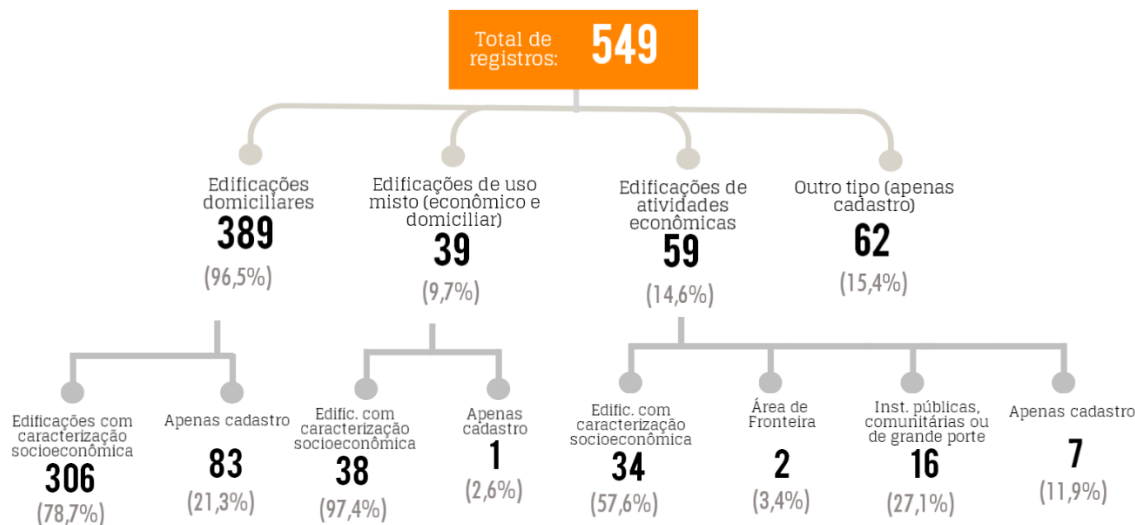 Total de
registros:
549
Edificações
domiciliares
389
(96,5%)
Edificações de uso
misto (econômico e
domiciliar)
39
(9,7%)
Edificações de
atividades
econômicas
59
(14,6%)
Outro tipo (apenas
cadastro)
62
(15,4%)
Edificações com
caracterização
socioeconômica
306
(78,7%)
Apenas cadastro
83
(21,3%)
Edific. com
caracterização
socioeconômica
38
(97,4%)
Apenas
cadastro
1
(2,6%)
Edific. com
caracterização
socioeconômica
34
(57,6%)
Área de
Fronteira
2
(3,4%)
Inst. públicas,
comunitárias ou
de grande porte
16
(27,1%)
Apenas cadastro
7
(11,9%)